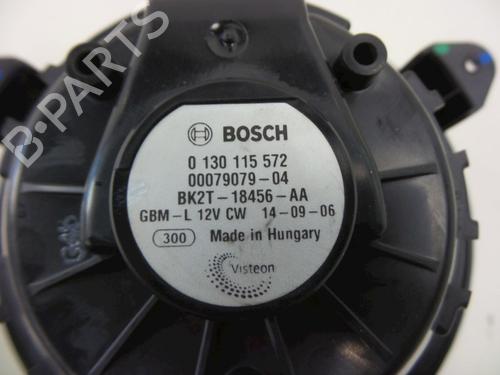 B-PARTS
BOSCH
0 130 115 572
00079079-04
BK2T-18456-AA
GBM-L 12V CW 14-09-06
300 Made in Hungary
Visteon